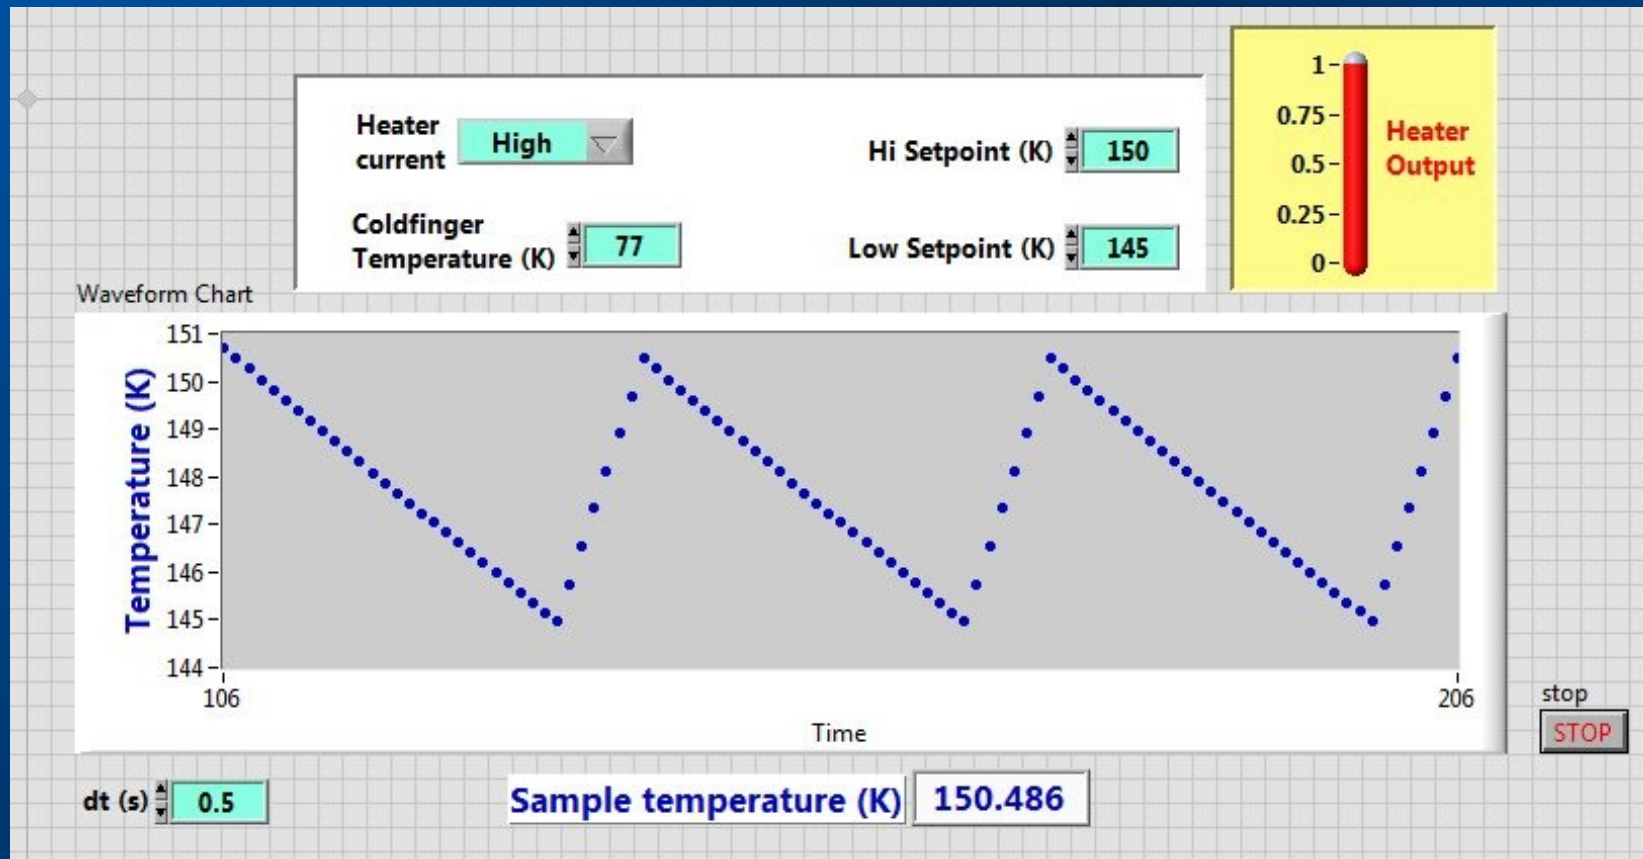 Heater
current
High
Hi Setpoint (K)
150
Coldfinger
Temperature (K)
77
Low Setpoint (K)
145
1
0.75
0.5
0.25
0
Heater
Output
Waveform Chart
Temperature (K)
151
150
149
148
147
146
145
144
106
206
Time
stop
STOP
dt (s)
0.5
Sample temperature (K)
150.486